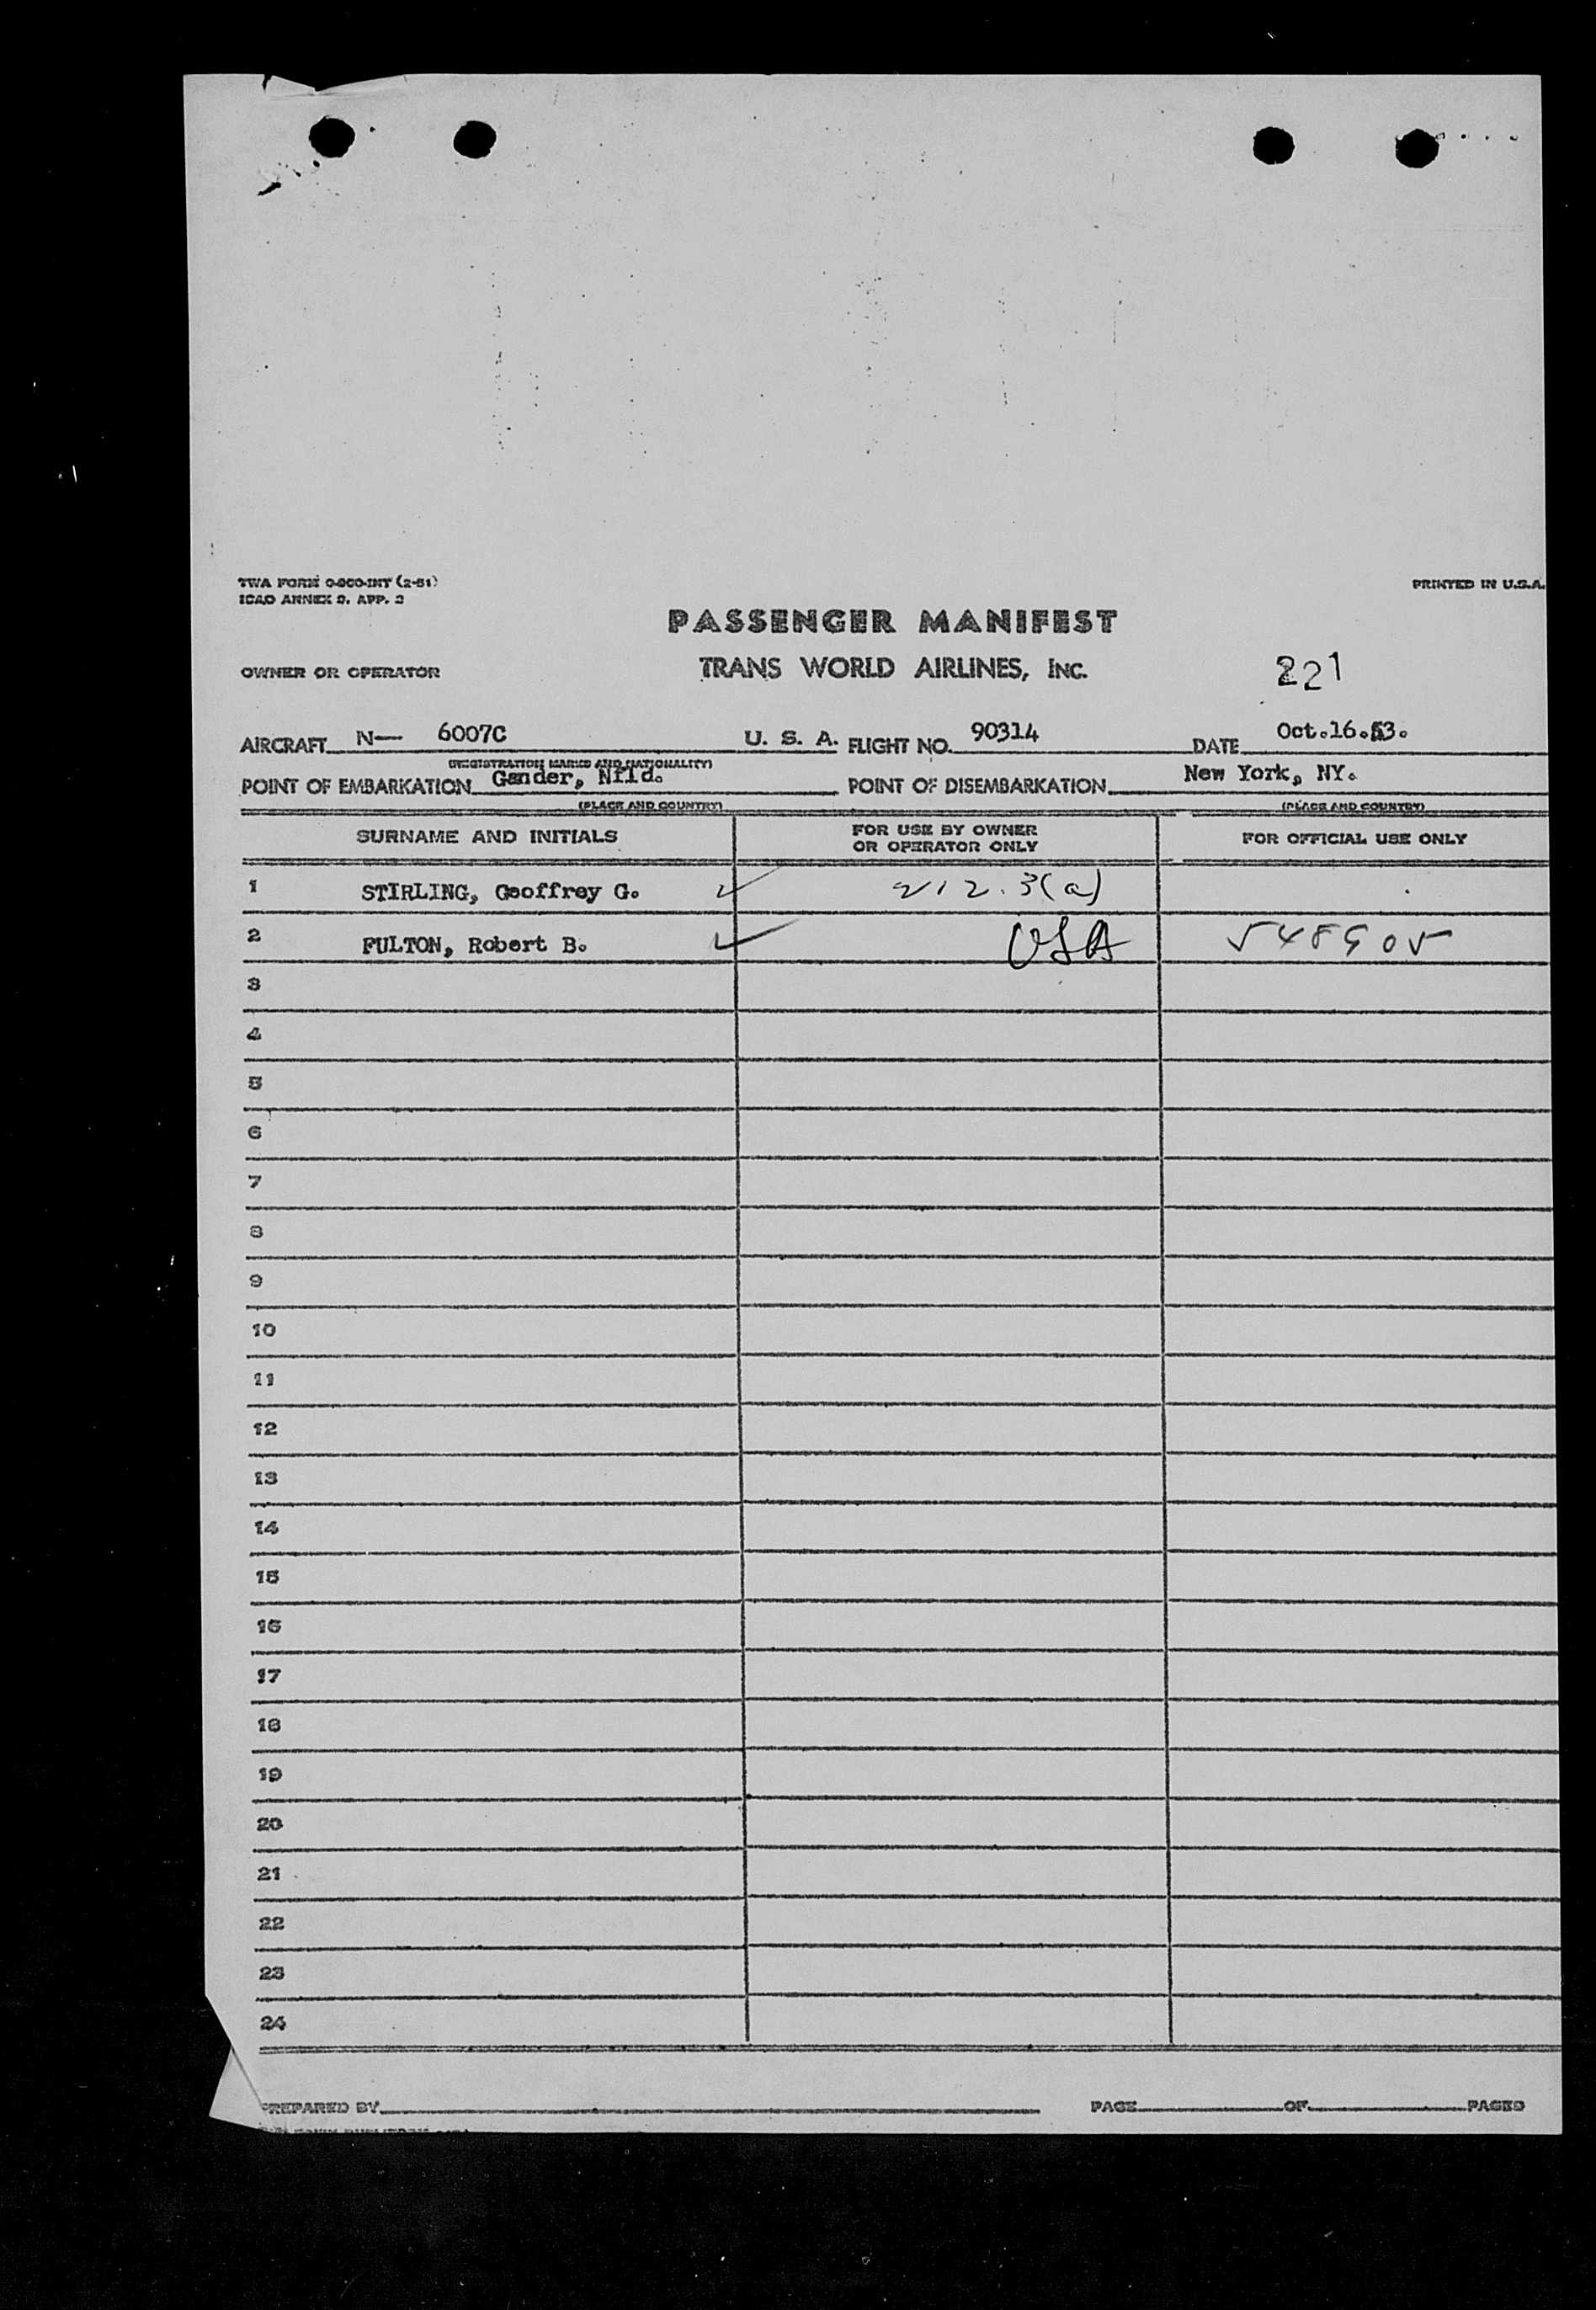 TWA FORM O-800-INT (2-51)
ICAO ANNEX 9, APP. 3
PRINTED IN U.S.A.
PASSENGER MANIFEST
OWNER OR OPERATOR TRANS WORLD AIRLINES, INC. 221
AIRCRAFT N— 6007C U. S. A. FLIGHT NO. 90314 DATE Oct.16.53.
(REGISTRATION MARKS AND NATIONALITY)
POINT OF EMBARKATION Gander, Nfld. POINT OF DISEMBARKATION New York, NY.
(PLACE AND COUNTRY) (PLACE AND COUNTRY)
SURNAME AND INITIALS FOR USE BY OWNER OR OPERATOR ONLY FOR OFFICIAL USE ONLY
1 STIRLING, Geoffrey G. ✓ 212.3(a)
2 FULTON, Robert B. ✓ USA 548905
3
4
5
6
7
8
9
10
11
12
13
14
15
16
17
18
19
20
21
22
23
24
PREPARED BY PAGE OF PAGES